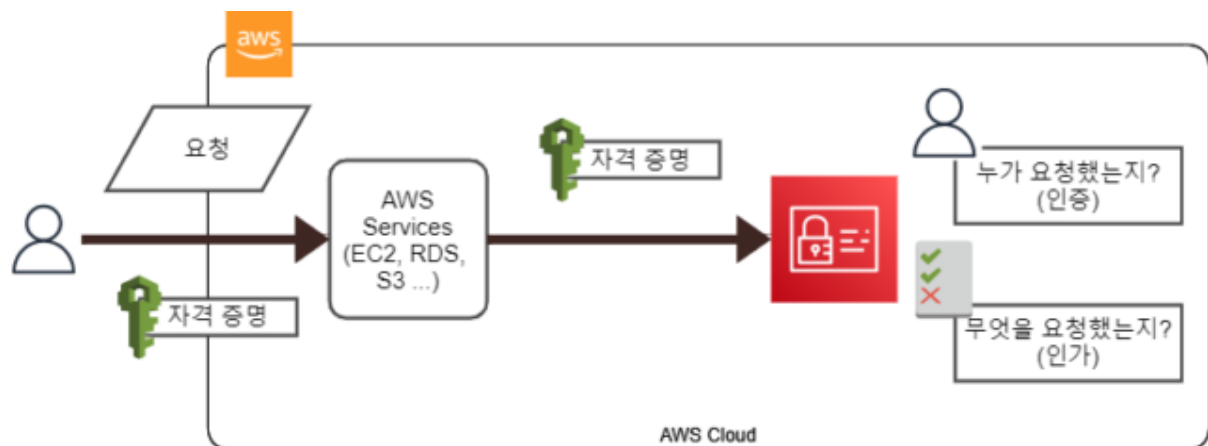 aws
요청
자격 증명
AWS
Services
(EC2, RDS,
S3 ...)
자격 증명
누가 요청했는지?
(인증)
무엇을 요청했는지?
(인가)
AWS Cloud